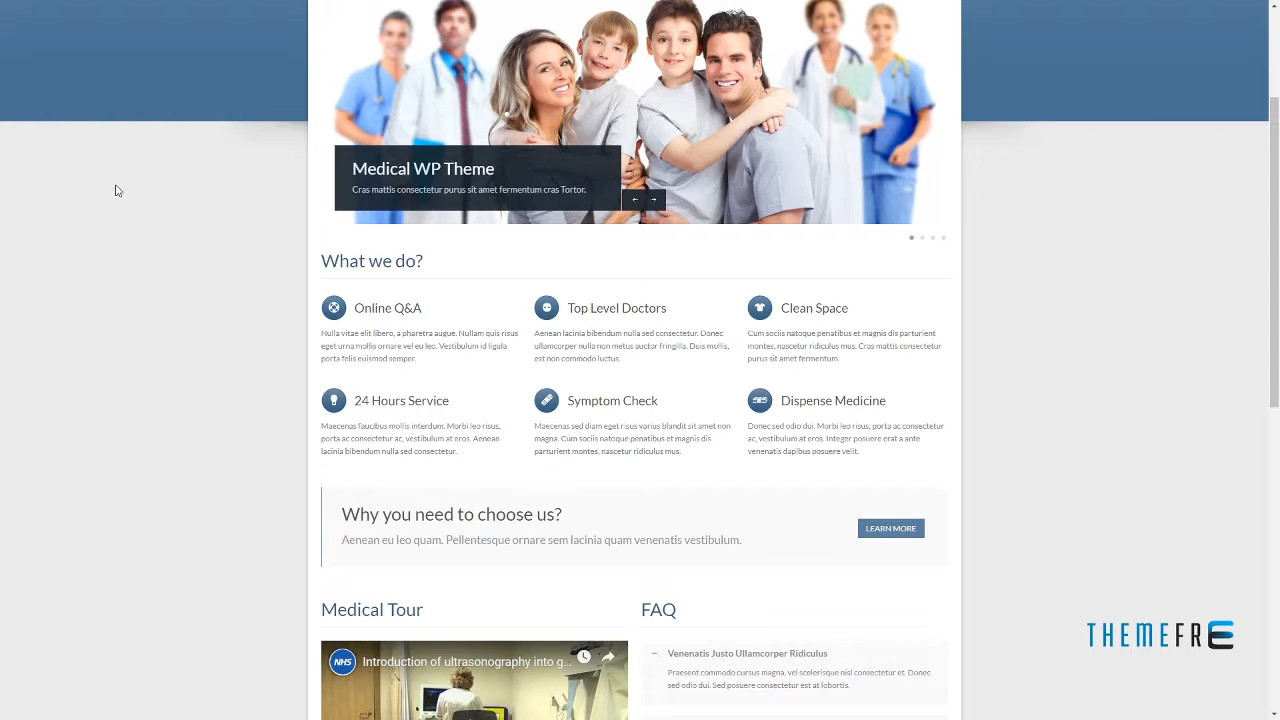 Medical WP Theme
Cras mattis consectetur purus sit amet fermentum cras Tortor.
What we do?
Online Q&A
Nulla vitae elit libero, a pharetra augue. Nullam quis risus
eget urna mollis ornare vel eu leo. Vestibulum id ligula
porta felis euismod semper.
Top Level Doctors
Aenean lacinia bibendum nulla sed consectetur. Donec
ullamcorper nulla non metus auctor fringilla. Duis mollis,
est non commodo luctus.
Clean Space
Cum sociis natoque penatibus et magnis dis parturient
montes, nascetur ridiculus mus. Cras mattis consectetur
purus sit amet fermentum.
24 Hours Service
Maecenas faucibus mollis interdum. Morbi leo risus,
porta ac consectetur ac, vestibulum at eros. Aenean
lacinia bibendum nulla sed consectetur.
Symptom Check
Maecenas sed diam eget risus varius blandit sit amet non
magna. Cum sociis natoque penatibus et magnis dis
parturient montes, nascetur ridiculus mus.
Dispense Medicine
Donec sed odio dui. Morbi leo risus, porta ac consectetur
ac, vestibulum at eros. Integer posuere erat a ante
venenatis dapibus posuere velit.
Why you need to choose us?
Aenean eu leo quam. Pellentesque ornare sem lacinia quam venenatis vestibulum.
LEARN MORE
Medical Tour
NHS
Introduction of ultrasonography into g...
FAQ
Venenatis Justo Ullamcorper Ridiculus
Praesent commodo cursus magna, vel scelerisque nisl consectetur et. Donec
sed odio dui. Sed posuere consectetur est at lobortis.
THEMEFRE